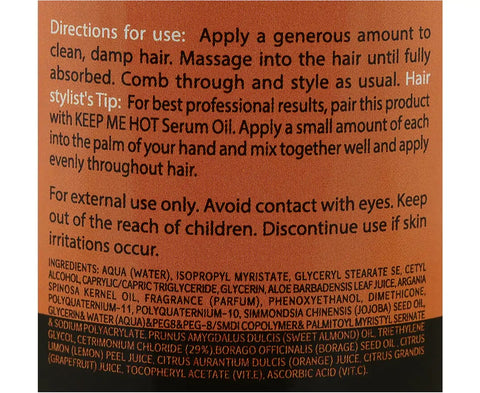 Directions for use: Apply a generous amount to
clean, damp hair. Massage into the hair until fully
absorbed. Comb through and style as usual. Hair
stylist's Tip: For best professional results, pair this product
with KEEP ME HOT Serum Oil. Apply a small amount of each
into the palm of your hand and mix together well and apply
evenly throughout hair.
For external use only. Avoid contact with eyes. Keep
out of the reach of children. Discontinue use if skin
irritations occur.
INGREDIENTS: AQUA (WATER), ISOPROPYL MYRISTATE, GLYCERYL STEARATE SE, CETYL
ALCOHOL, CAPRYLIC/CAPRIC TRIGLYCERIDE, GLYCERIN, ALOE BARBADENSIS LEAF JUICE, ARGANIA
SPINOSA KERNEL OIL, FRAGRANCE (PARFUM), PHENOXYETHANOL, DIMETHICONE,
POLYQUATERNIUM-11, POLYQUATERNIUM-10, SIMMONDSIA CHINENSIS (JOJOBA) SEED OIL,
GLYCERIN & WATER (AQUA)&PEG8&PEG-8/SMDI COPOLYMER & PALMITOYL MYRISTYL SERINATE
& SODIUM POLYACRYLATE. PRUNUS AMYGDALUS DULCIS (SWEET ALMOND) OIL. TRIETHYLENE
GLYCOL, CETRIMONIUM CHLORIDE (29%).BORAGO OFFICINALIS (BORAGE) SEED OIL , CITRUS
LIMON (LEMON) PEEL JUICE. CITRUS AURANTIUM DULCIS (ORANGE) JUICE. CITRUS GRANDIS
(GRAPEFRUIT) JUICE. TOCOPHERYL ACETATE (VIT.E), ASCORBIC ACID (VIT.C).